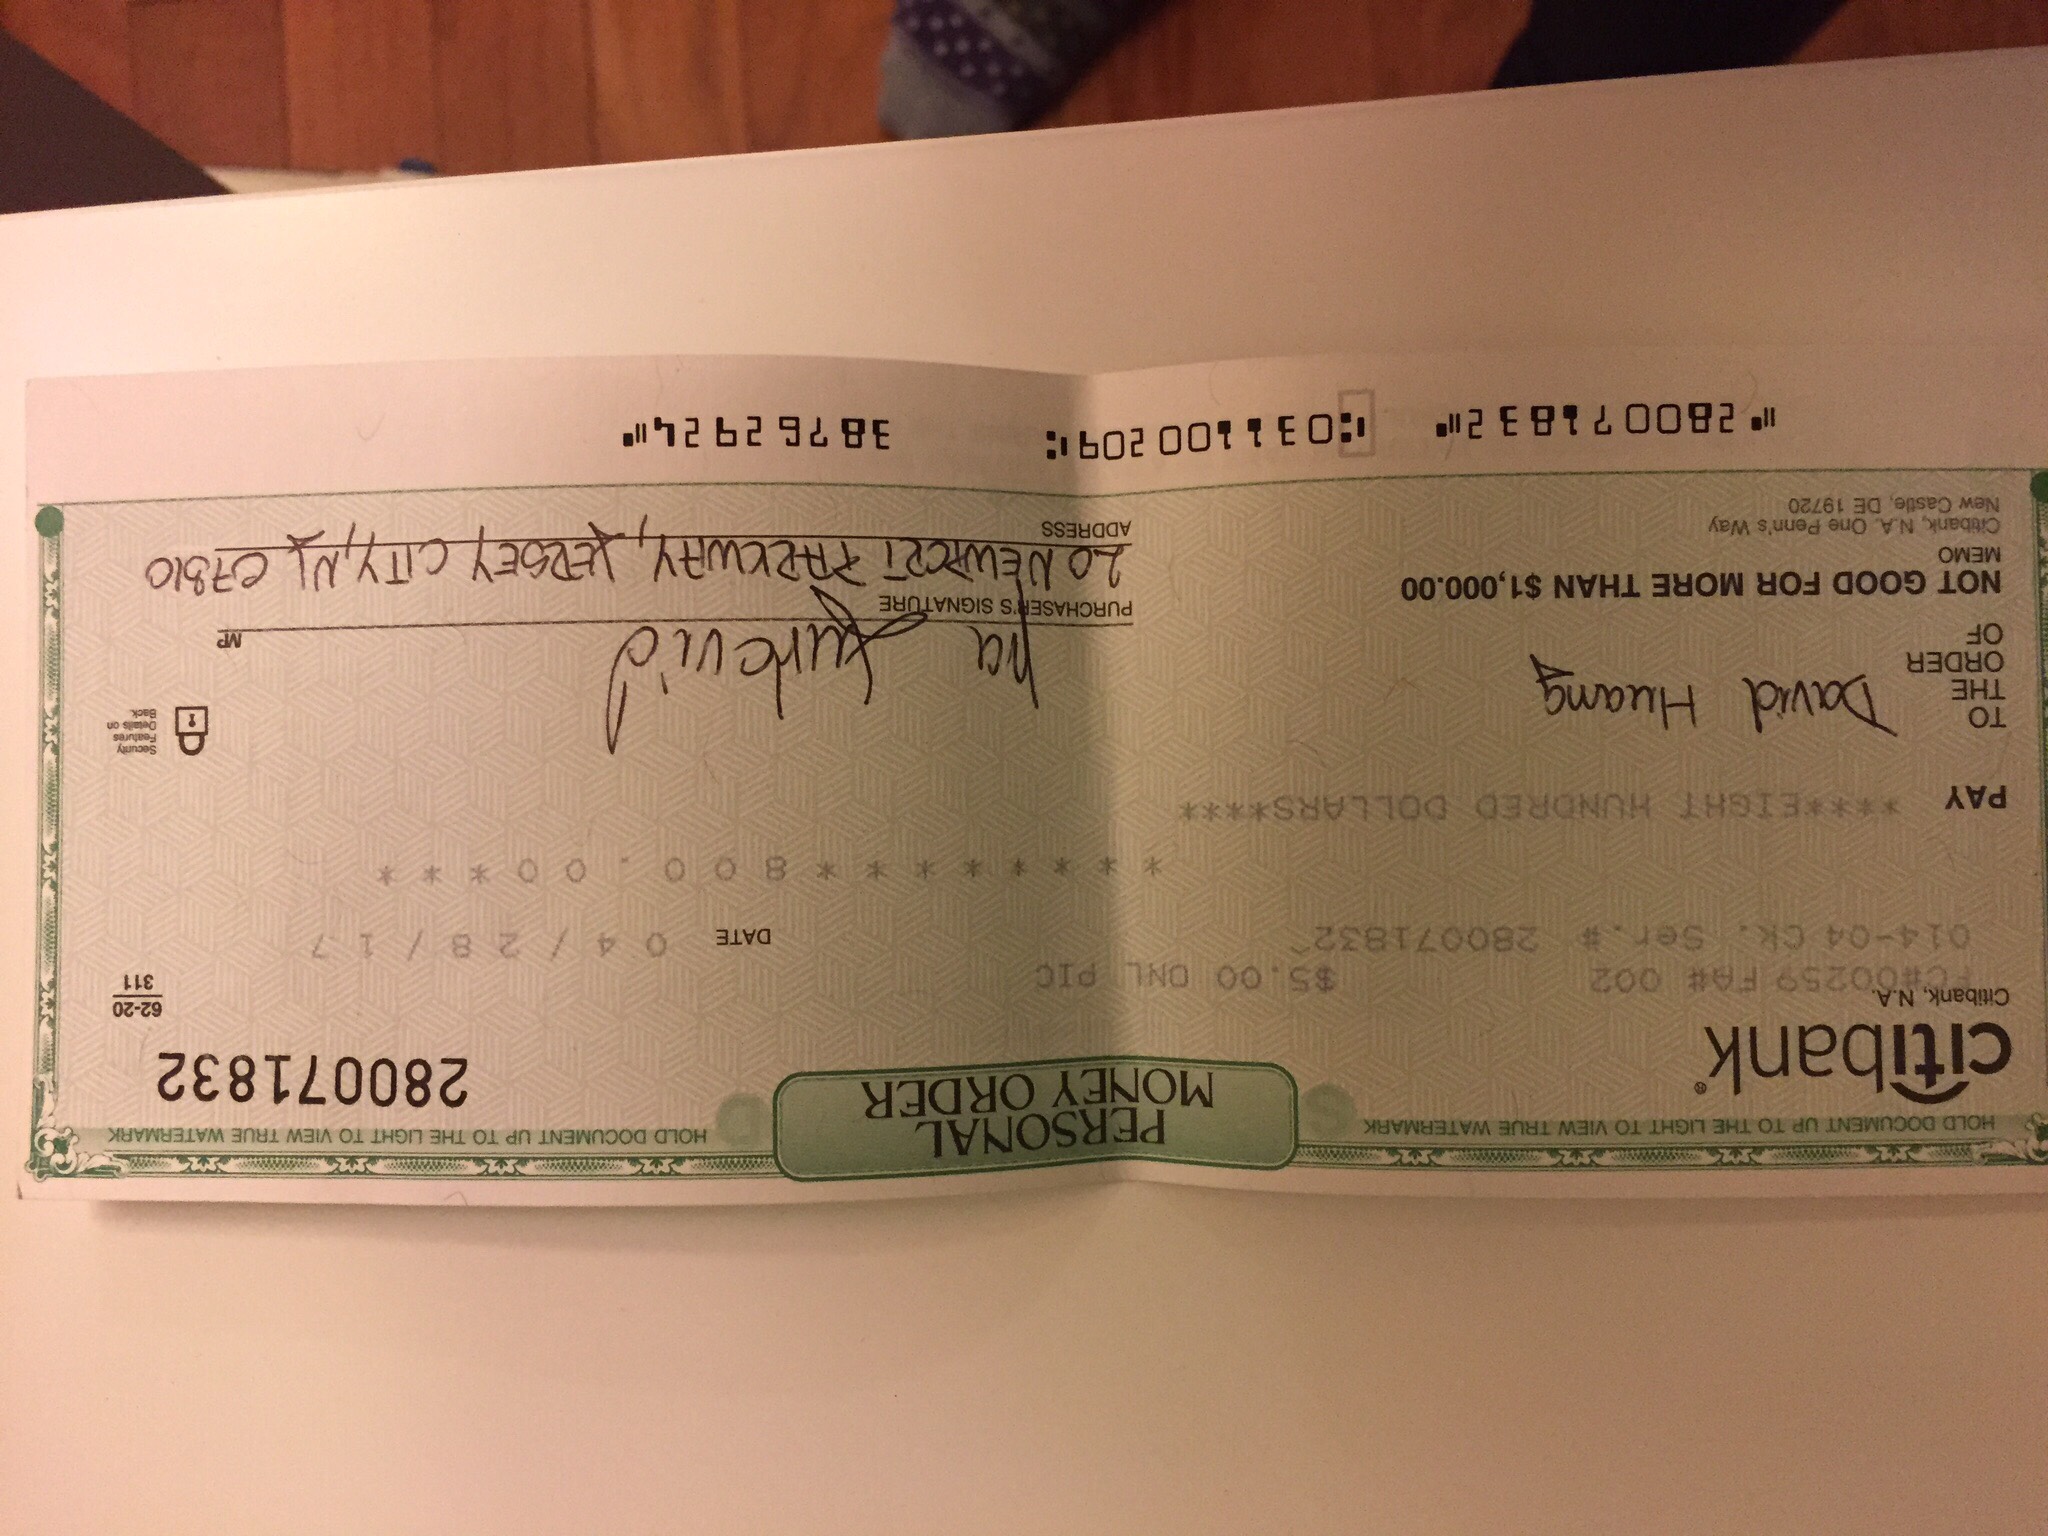 HOLD DOCUMENT UP TO THE LIGHT TO VIEW TRUE WATERMARK
PERSONAL
MONEY ORDER
HOLD DOCUMENT UP TO THE LIGHT TO VIEW TRUE WATERMARK
citibank®
280071832
Citibank, N.A.
62-20
311
FC#00259 FA# 002 $5.00 ONL PIC
014-04 Ck. Ser.# 280071832^
DATE 04/28/17
********800.00***
PAY ****EIGHT HUNDRED DOLLARS****
Security
Features
Details on
Back.
TO
THE
ORDER
OF
David Huang
MP
PURCHASER'S SIGNATURE
NOT GOOD FOR MORE THAN $1,000.00
20 NEWPORT PARKWAY, JERSEY CITY, NJ 07310
MEMO
ADDRESS
Citibank, N.A. One Penn's Way
New Castle, DE 19720
⑈280071832⑈ ⑆031100209⑆ 38762924⑈